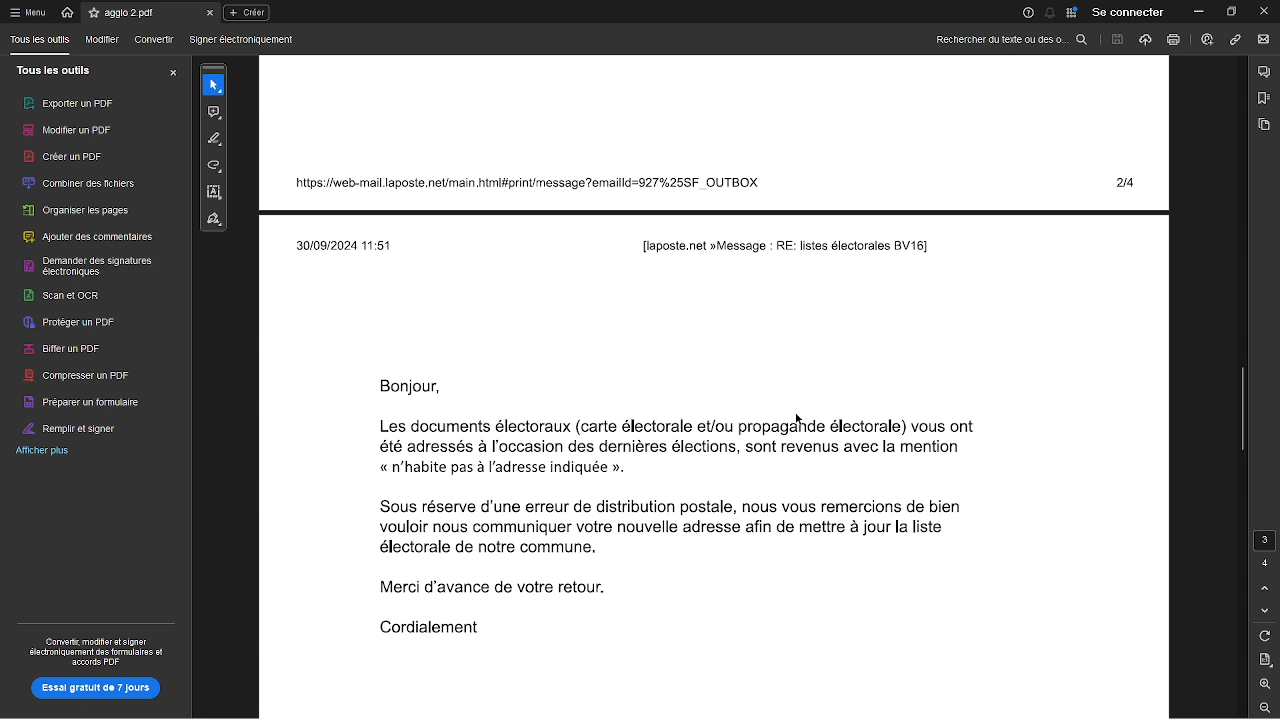 Menu
agglo 2.pdf
Créer
Se connecter
Tous les outils
Modifier
Convertir
Signer électroniquement
Rechercher du texte ou des o...
Tous les outils
Exporter un PDF
Modifier un PDF
Créer un PDF
Combiner des fichiers
Organiser les pages
Ajouter des commentaires
Demander des signatures
électroniques
Scan et OCR
Protéger un PDF
Biffer un PDF
Compresser un PDF
Préparer un formulaire
Remplir et signer
Afficher plus
Convertir, modifier et signer
électroniquement des formulaires et
accords PDF
Essai gratuit de 7 jours
https://web-mail.laposte.net/main.html#print/message?emailId=927%25SF_OUTBOX
2/4
30/09/2024 11:51
[laposte.net »Message : RE: listes électorales BV16]
Bonjour,
Les documents électoraux (carte électorale et/ou propagande électorale) vous ont
été adressés à l'occasion des dernières élections, sont revenus avec la mention
« n'habite pas à l'adresse indiquée ».
Sous réserve d'une erreur de distribution postale, nous vous remercions de bien
vouloir nous communiquer votre nouvelle adresse afin de mettre à jour la liste
électorale de notre commune.
Merci d'avance de votre retour.
Cordialement
3
4